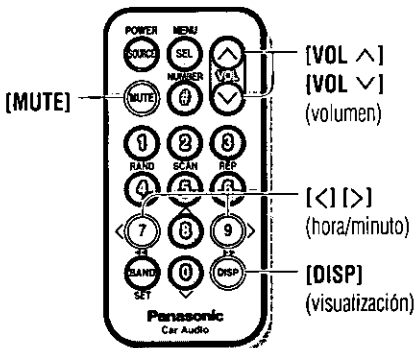 POWER MENU
SOURCE SEL
VOL
[VOL ∧]
[VOL ∨]
(volumen)
[MUTE]
MUTE
NUMBER
#
1 2 3
RAND SCAN REP
4 5 6
[<] [>]
(hora/minuto)
< 7 8 9 >
BAND 0 DISP
SET
[DISP]
(visualización)
Panasonic
Car Audio